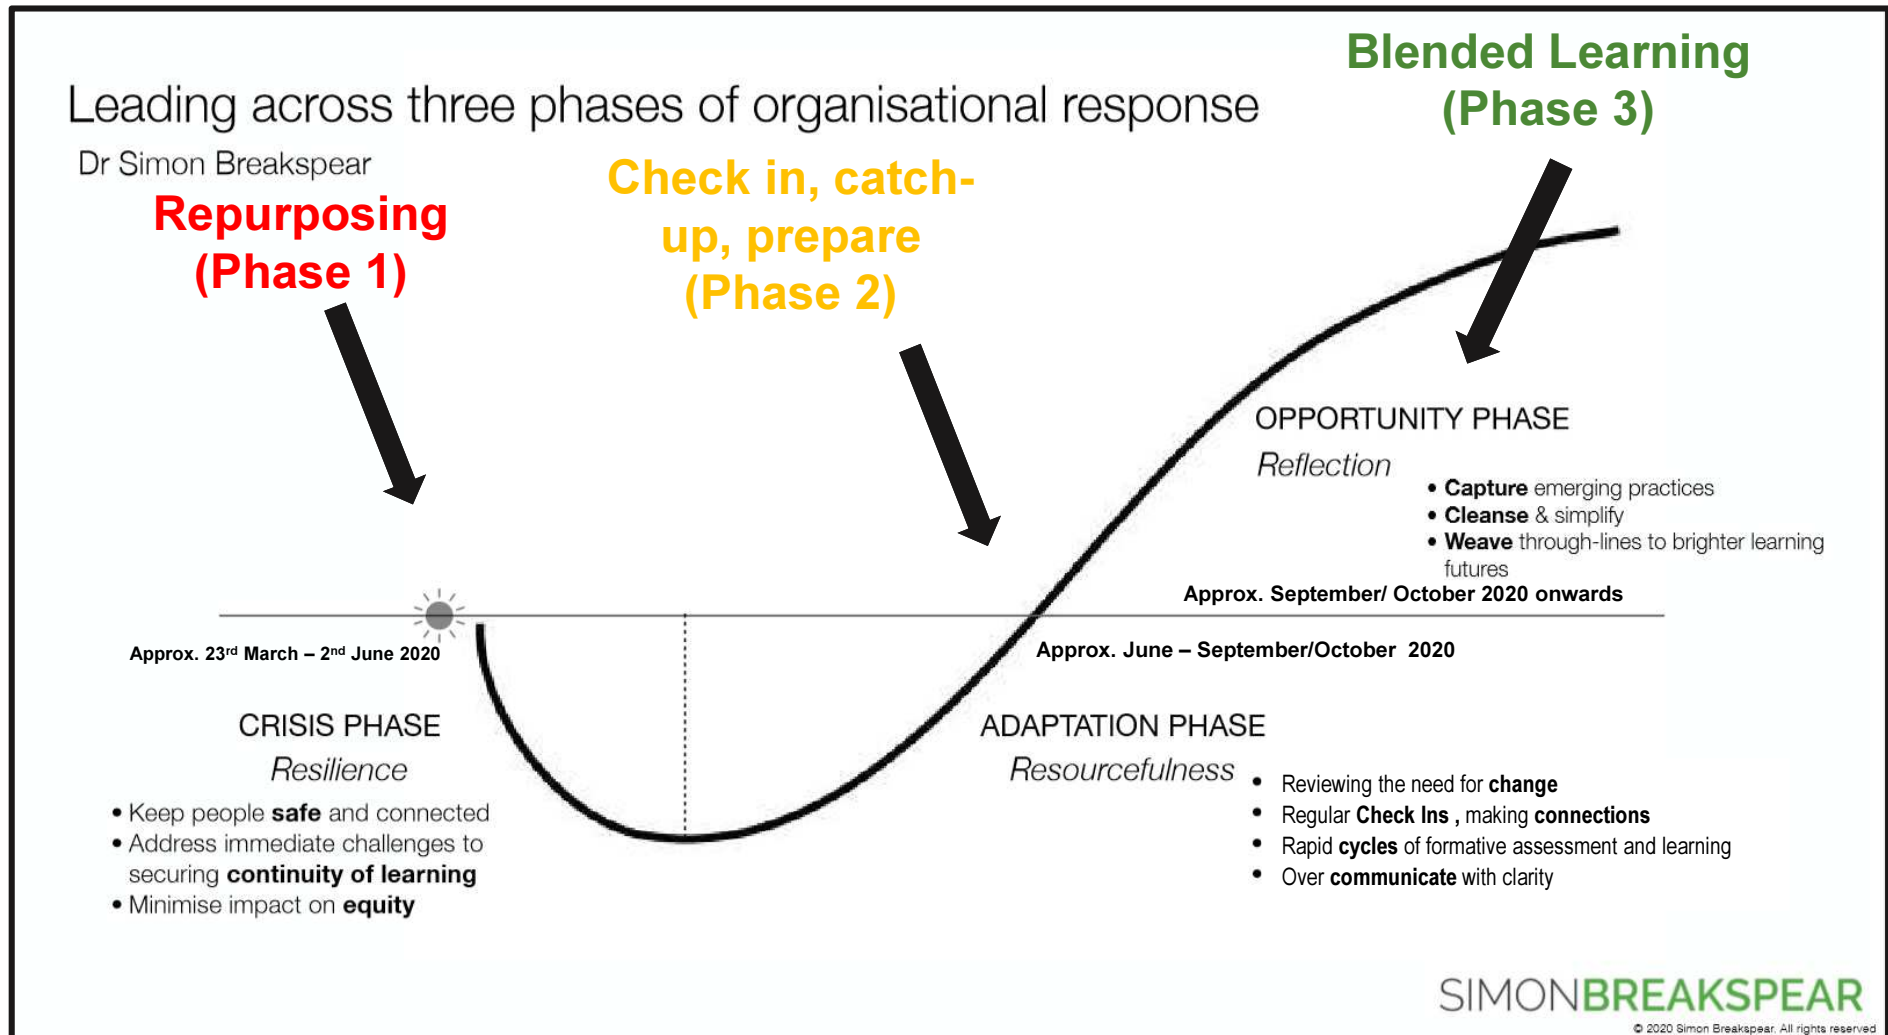 Blended Learning
(Phase 3)
Leading across three phases of organisational response
Dr Simon Breakspear
Repurposing
(Phase 1)
Check in, catch-
up, prepare
(Phase 2)
OPPORTUNITY PHASE
Reflection
• Capture emerging practices
• Cleanse & simplify
• Weave through-lines to brighter learning
futures
Approx. September/ October 2020 onwards
Approx. 23rd March – 2nd June 2020
Approx. June – September/October 2020
CRISIS PHASE
Resilience
• Keep people safe and connected
• Address immediate challenges to
securing continuity of learning
• Minimise impact on equity
ADAPTATION PHASE
Resourcefulness
• Reviewing the need for change
• Regular Check Ins , making connections
• Rapid cycles of formative assessment and learning
• Over communicate with clarity
SIMONBREAKSPEAR
© 2020 Simon Breakspear. All rights reserved